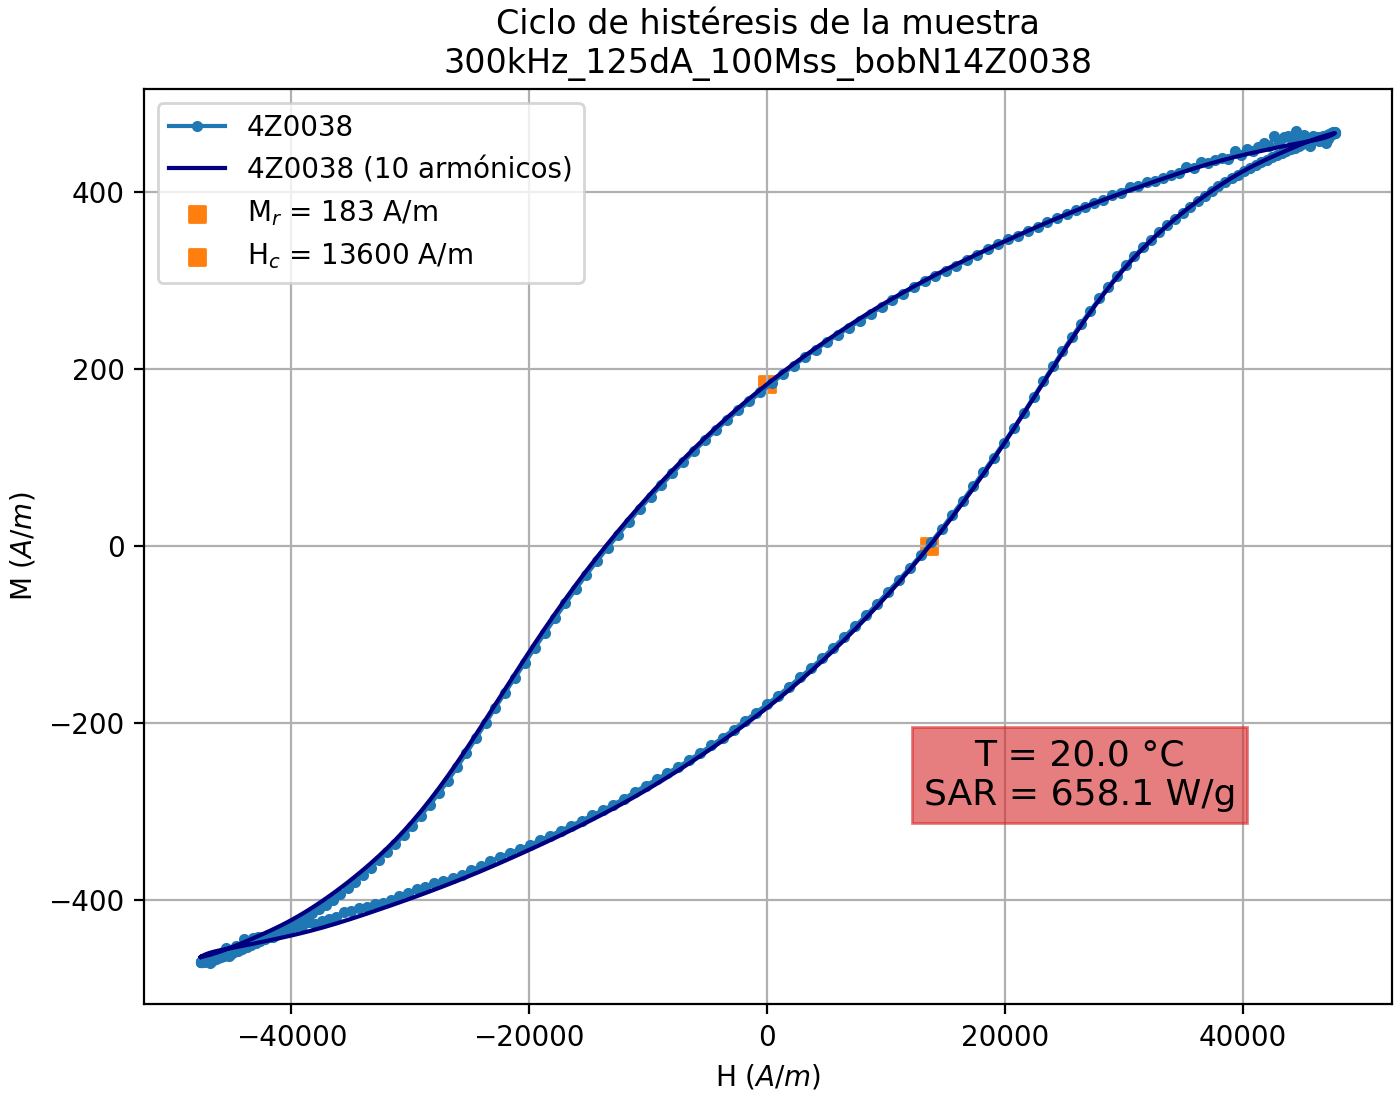 Ciclo de histéresis de la muestra
300kHz_125dA_100Mss_bobN14Z0038
4Z0038
4Z0038 (10 armónicos)
Mr = 183 A/m
Hc = 13600 A/m
400
200
0
−200
−400
M (A/m)
T = 20.0 °C
SAR = 658.1 W/g
−40000
−20000
0
20000
40000
H (A/m)